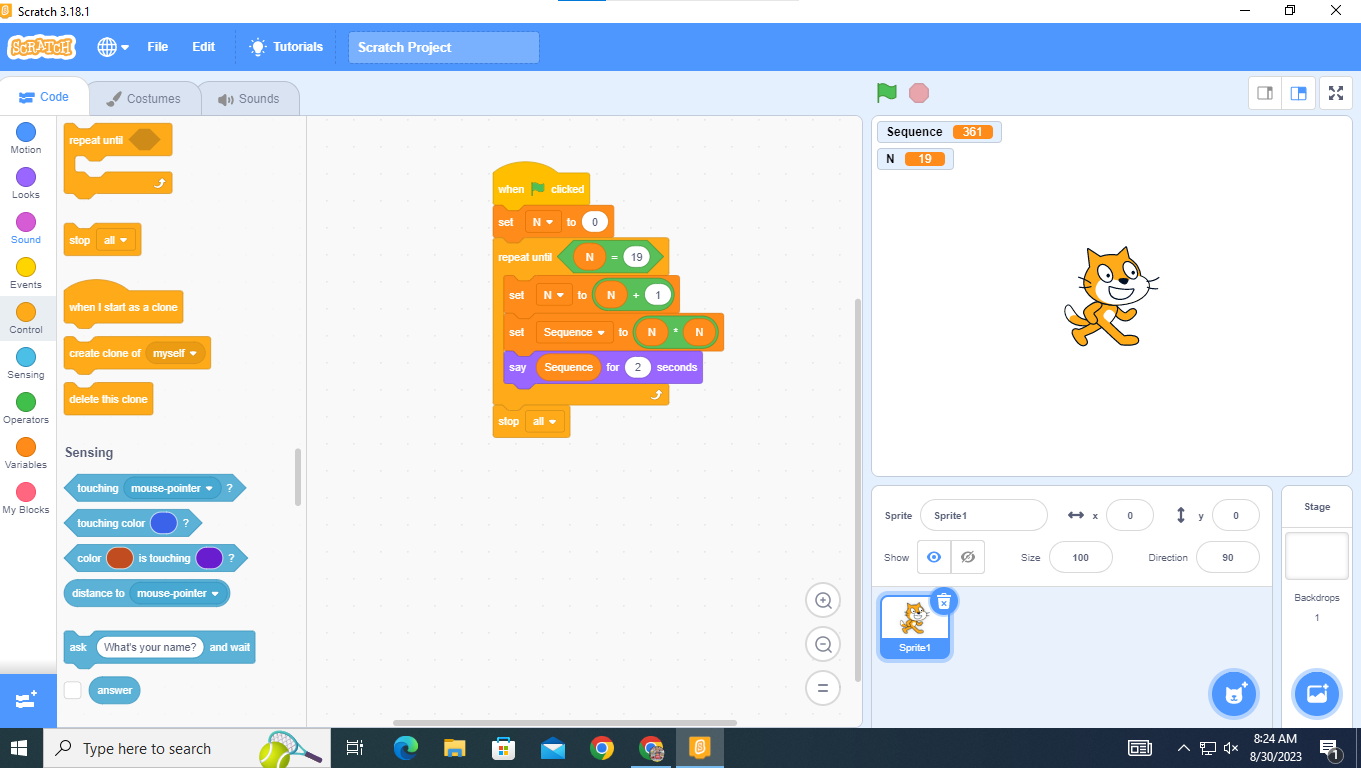 Scratch 3.18.1
SCRATCH
File
Edit
Tutorials
Scratch Project
Code
Costumes
Sounds
Motion
Looks
Sound
Events
Control
Sensing
Operators
Variables
My Blocks
repeat until
stop all
when I start as a clone
create clone of myself
delete this clone
Sensing
touching mouse-pointer ?
touching color ?
color is touching ?
distance to mouse-pointer
ask What's your name? and wait
answer
when clicked
set N to 0
repeat until N = 19
set N to N + 1
set Sequence to N * N
say Sequence for 2 seconds
stop all
Sequence 361
N 19
Sprite Sprite1 x 0 y 0
Show Size 100 Direction 90
Sprite1
Stage
Backdrops
1
Type here to search
8:24 AM
8/30/2023
1